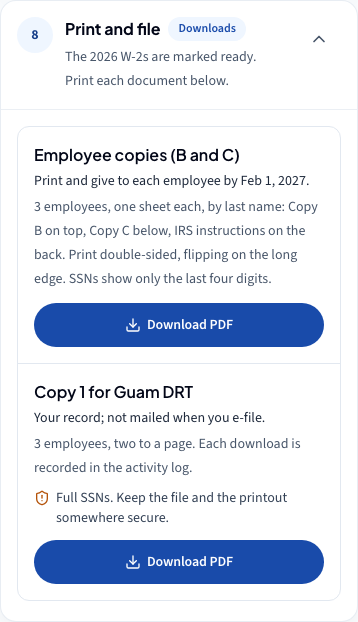 8
Print and file
Downloads
The 2026 W-2s are marked ready.
Print each document below.
Employee copies (B and C)
Print and give to each employee by Feb 1, 2027.
3 employees, one sheet each, by last name: Copy
B on top, Copy C below, IRS instructions on the
back. Print double-sided, flipping on the long
edge. SSNs show only the last four digits.
Download PDF
Copy 1 for Guam DRT
Your record; not mailed when you e-file.
3 employees, two to a page. Each download is
recorded in the activity log.
Full SSNs. Keep the file and the printout
somewhere secure.
Download PDF